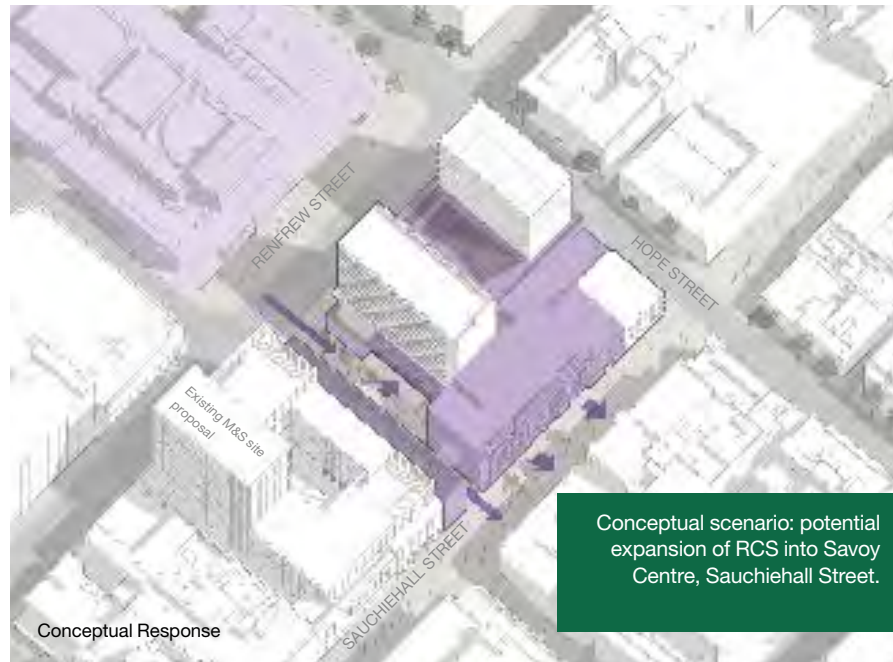 RENFREW STREET
HOPE STREET
Existing M&S site
proposal
SAUCHIEHALL STREET
Conceptual scenario: potential
expansion of RCS into Savoy
Centre, Sauchiehall Street.
Conceptual Response